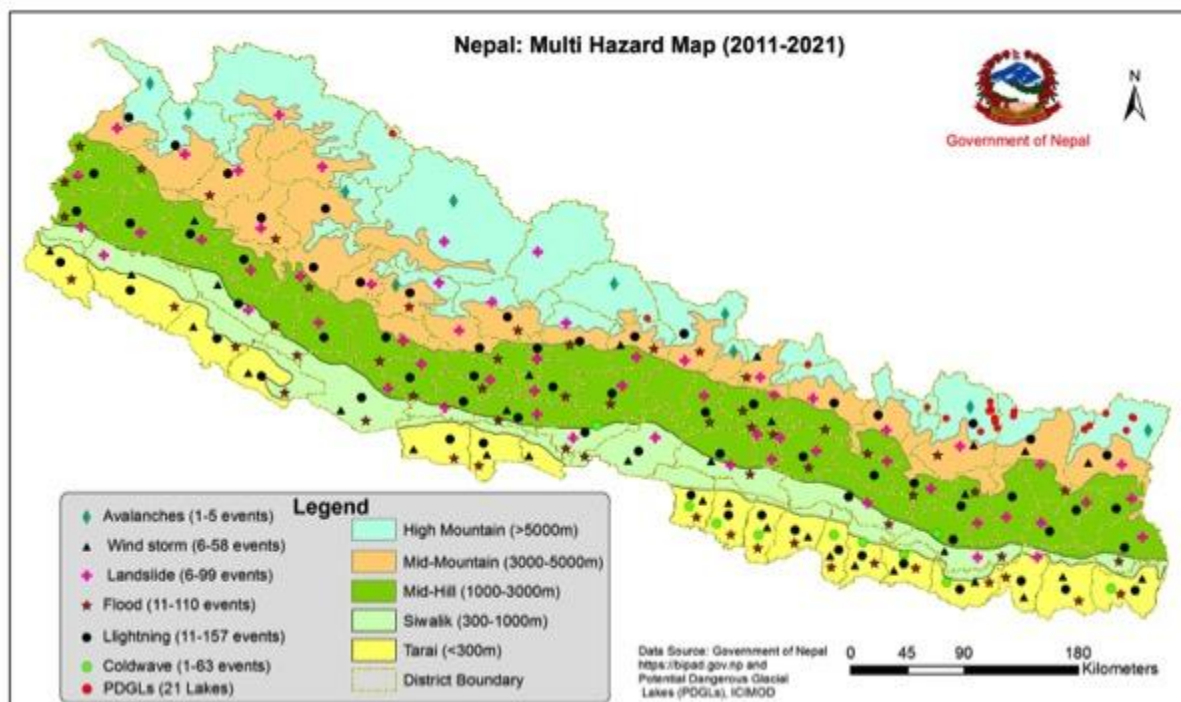 Nepal: Multi Hazard Map (2011-2021)
Government of Nepal
N
Legend
Avalanches (1-5 events)
Wind storm (6-58 events)
Landslide (6-99 events)
Flood (11-110 events)
Llightning (11-157 events)
Coldwave (1-63 events)
PDGLs (21 Lakes)
High Mountain (>5000m)
Mid-Mountain (3000-5000m)
Mid-Hill (1000-3000m)
Siwalik (300-1000m)
Tarai (<300m)
District Boundary
Data Source: Government of Nepal
https://bipad.gov.np and
Potential Dangerous Glacial
Lakes (PDGLs), ICIMOD
0 45 90 180
Kilometers